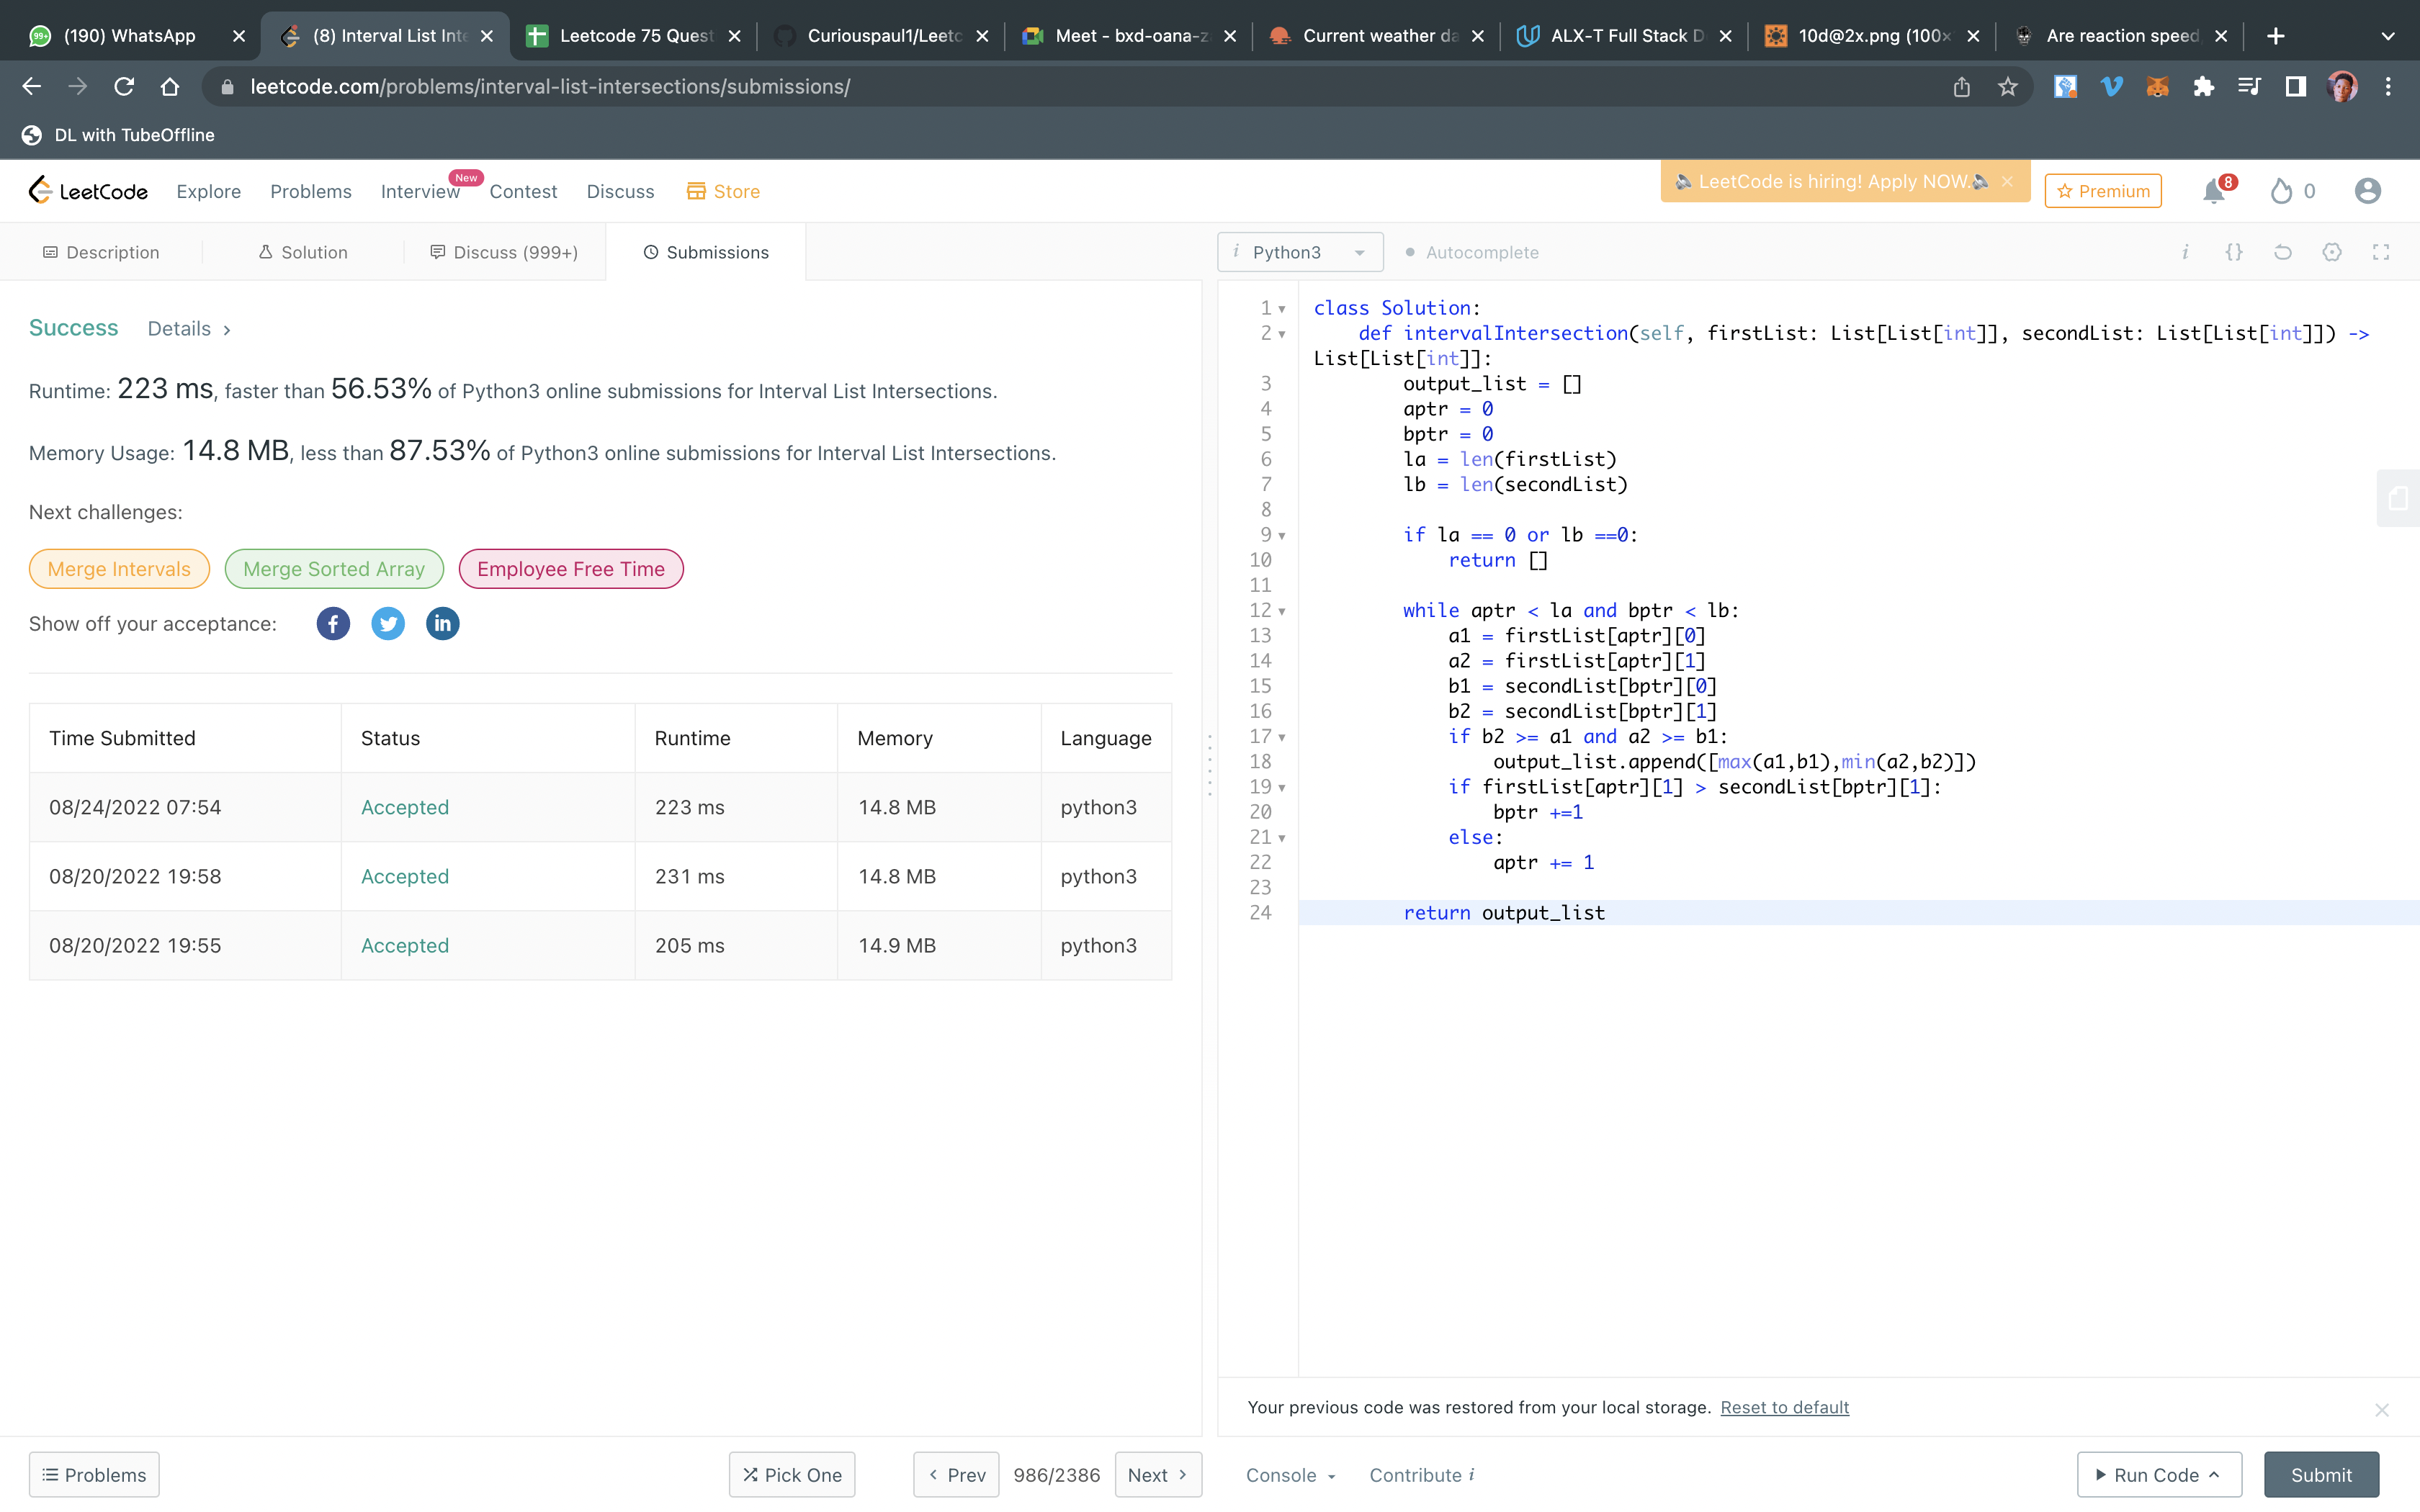 (190) WhatsApp
(8) Interval List Inte
Leetcode 75 Quest
Curiouspaul1/Leetc
Meet - bxd-oana-z
Current weather da
ALX-T Full Stack D
10d@2x.png (100×
Are reaction speed
leetcode.com/problems/interval-list-intersections/submissions/
DL with TubeOffline
LeetCode
Explore
Problems
Interview
New
Contest
Discuss
Store
LeetCode is hiring! Apply NOW.
Premium
8
0
Description
Solution
Discuss (999+)
Submissions
i Python3
Autocomplete
i
{}
Success
Details >
Runtime: 223 ms, faster than 56.53% of Python3 online submissions for Interval List Intersections.
Memory Usage: 14.8 MB, less than 87.53% of Python3 online submissions for Interval List Intersections.
Next challenges:
Merge Intervals
Merge Sorted Array
Employee Free Time
Show off your acceptance:
Time Submitted Status Runtime Memory Language
08/24/2022 07:54 Accepted 223 ms 14.8 MB python3
08/20/2022 19:58 Accepted 231 ms 14.8 MB python3
08/20/2022 19:55 Accepted 205 ms 14.9 MB python3
1 class Solution:
2     def intervalIntersection(self, firstList: List[List[int]], secondList: List[List[int]]) ->
List[List[int]]:
3         output_list = []
4         aptr = 0
5         bptr = 0
6         la = len(firstList)
7         lb = len(secondList)
8
9         if la == 0 or lb ==0:
10             return []
11
12         while aptr < la and bptr < lb:
13             a1 = firstList[aptr][0]
14             a2 = firstList[aptr][1]
15             b1 = secondList[bptr][0]
16             b2 = secondList[bptr][1]
17             if b2 >= a1 and a2 >= b1:
18                 output_list.append([max(a1,b1),min(a2,b2)])
19             if firstList[aptr][1] > secondList[bptr][1]:
20                 bptr +=1
21             else:
22                 aptr += 1
23
24         return output_list
Your previous code was restored from your local storage. Reset to default
Problems
Pick One
< Prev
986/2386
Next >
Console
Contribute i
Run Code
Submit